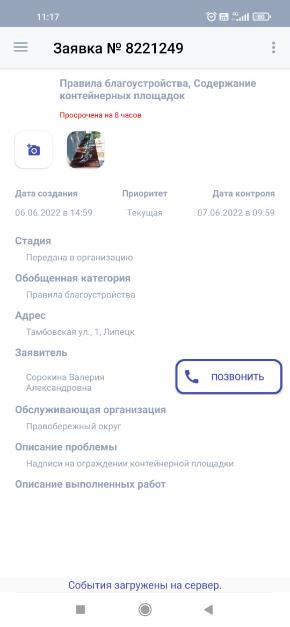 11:17
Заявка № 8221249
Правила благоустройства, Содержание
контейнерных площадок
Просрочена на 8 часов
Дата создания Приоритет Дата контроля
06.06.2022 в 14:59 Текущая 07.06.2022 в 09:59
Стадия
Передана в организацию
Обобщенная категория
Правила благоустройства
Адрес
Тамбовская ул., 1, Липецк
Заявитель
Сорокина Валерия
Александровна
ПОЗВОНИТЬ
Обслуживающая организация
Правобережный округ
Описание проблемы
Надписи на ограждении контейнерной площадки
Описание выполненных работ
События загружены на сервер.